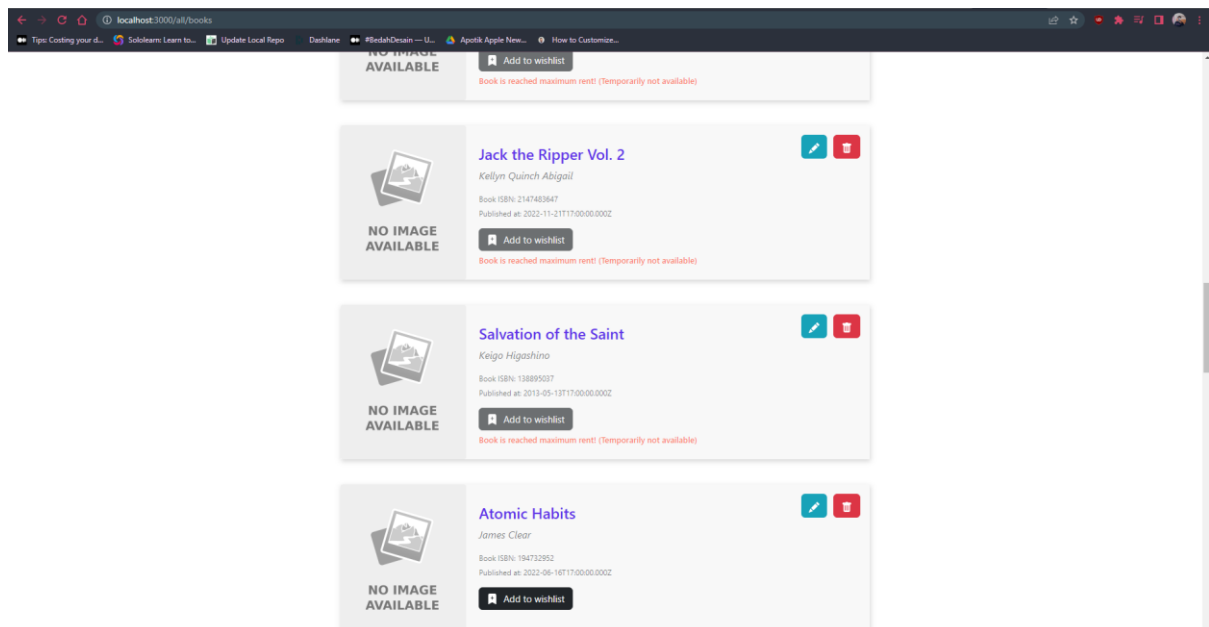 localhost:3000/all/books
Tips: Costing your d... Sololearn: Learn to... Update Local Repo Dashlane #BedahDesain — U... Apotik Apple New... How to Customize...
NO IMAGE
AVAILABLE
Add to wishlist
Book is reached maximum rent! (Temporarily not available)
Jack the Ripper Vol. 2
Kellyn Quinch Abigail
Book ISBN: 2147483647
Published at: 2022-11-21T17:00:00.000Z
NO IMAGE
AVAILABLE
Add to wishlist
Book is reached maximum rent! (Temporarily not available)
Salvation of the Saint
Keigo Higashino
Book ISBN: 138895037
Published at: 2013-05-13T17:00:00.000Z
NO IMAGE
AVAILABLE
Add to wishlist
Book is reached maximum rent! (Temporarily not available)
Atomic Habits
James Clear
Book ISBN: 194732952
Published at: 2022-06-16T17:00:00.000Z
NO IMAGE
AVAILABLE
Add to wishlist